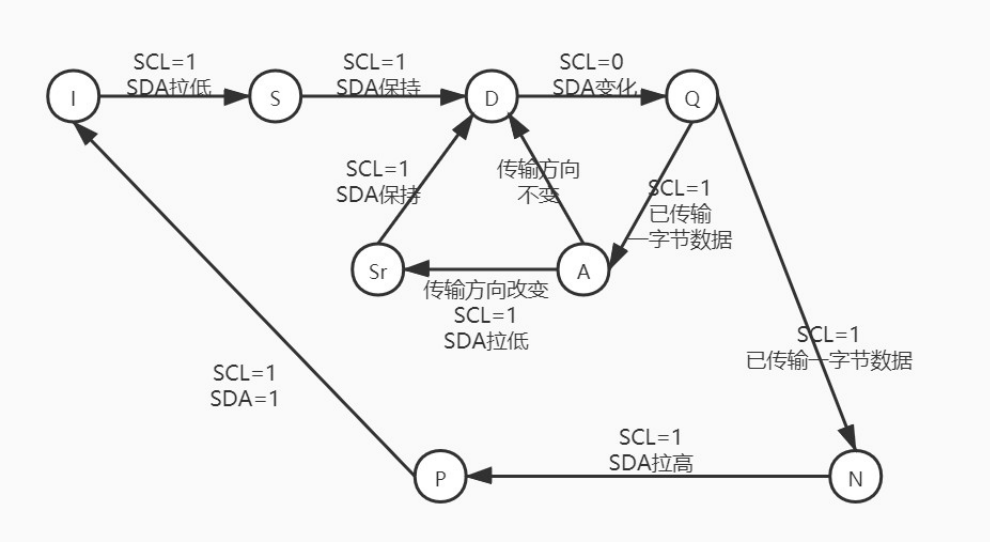 SCL=1
SDA拉低
SCL=1
SDA保持
SCL=0
SDA变化
I
S
D
Q
SCL=1
SDA保持
传输方向
不变
SCL=1
已传输
一字节数据
Sr
A
传输方向改变
SCL=1
SDA拉低
SCL=1
已传输一字节数据
SCL=1
SDA=1
SCL=1
SDA拉高
P
N